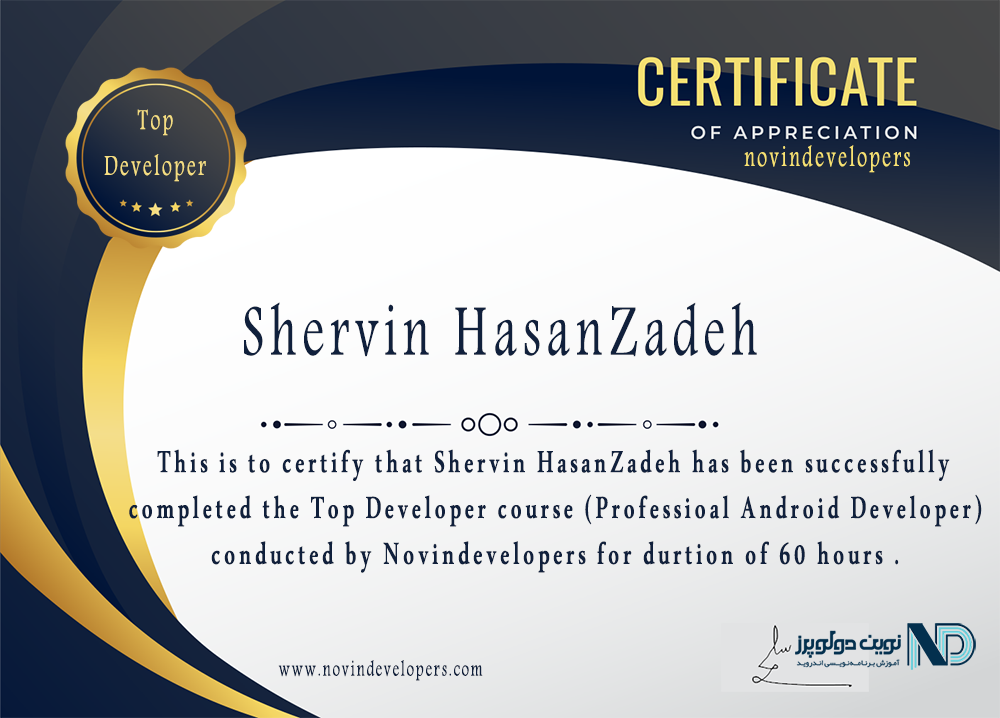 Top
Developer
CERTIFICATE
OF APPRECIATION
novindevelopers
Shervin HasanZadeh
This is to certify that Shervin HasanZadeh has been successfully
completed the Top Developer course (Professioal Android Developer)
conducted by Novindevelopers for durtion of 60 hours .
نوین دولوپرز
آموزش برنامه‌نویسی اندروید
ND
www.novindevelopers.com